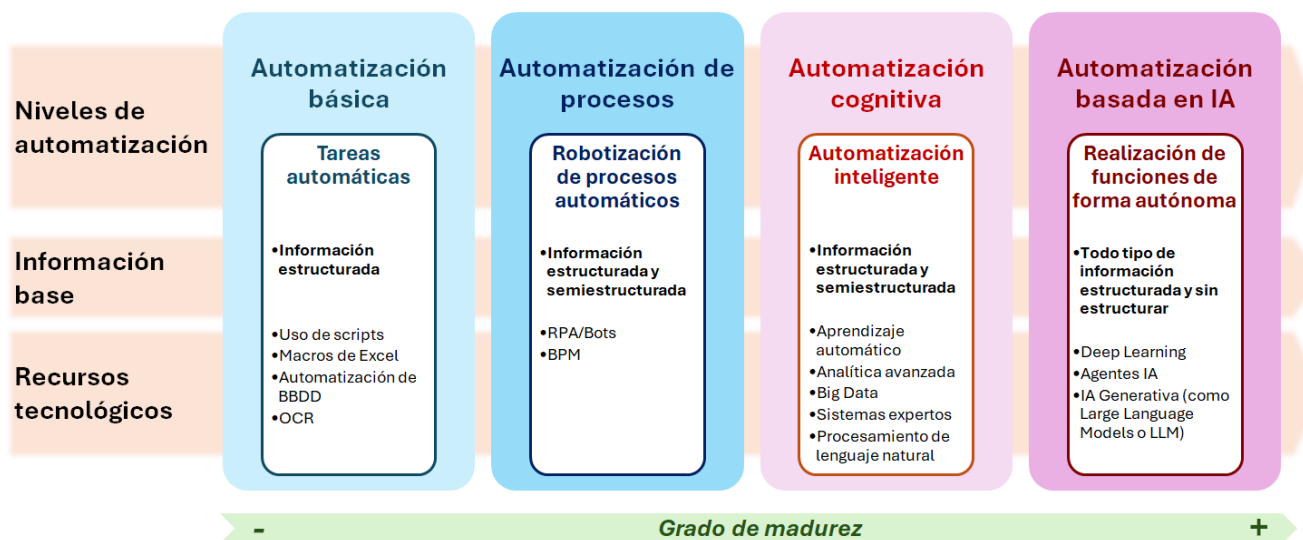 Niveles de
automatización
Información
base
Recursos
tecnológicos
Automatización
básica
Tareas
automáticas
•Información
estructurada
•Uso de scripts
•Macros de Excel
•Automatización de
BBDD
•OCR
Automatización de
procesos
Robotización
de procesos
automáticos
•Información
estructurada y
semiestructurada
•RPA/Bots
•BPM
Automatización
cognitiva
Automatización
inteligente
•Información
estructurada y
semiestructurada
•Aprendizaje
automático
•Analítica avanzada
•Big Data
•Sistemas expertos
•Procesamiento de
lenguaje natural
Automatización
basada en IA
Realización de
funciones de
forma autónoma
•Todo tipo de
información
estructurada y sin
estructurar
•Deep Learning
•Agentes IA
•IA Generativa (como
Large Language
Models o LLM)
- Grado de madurez +